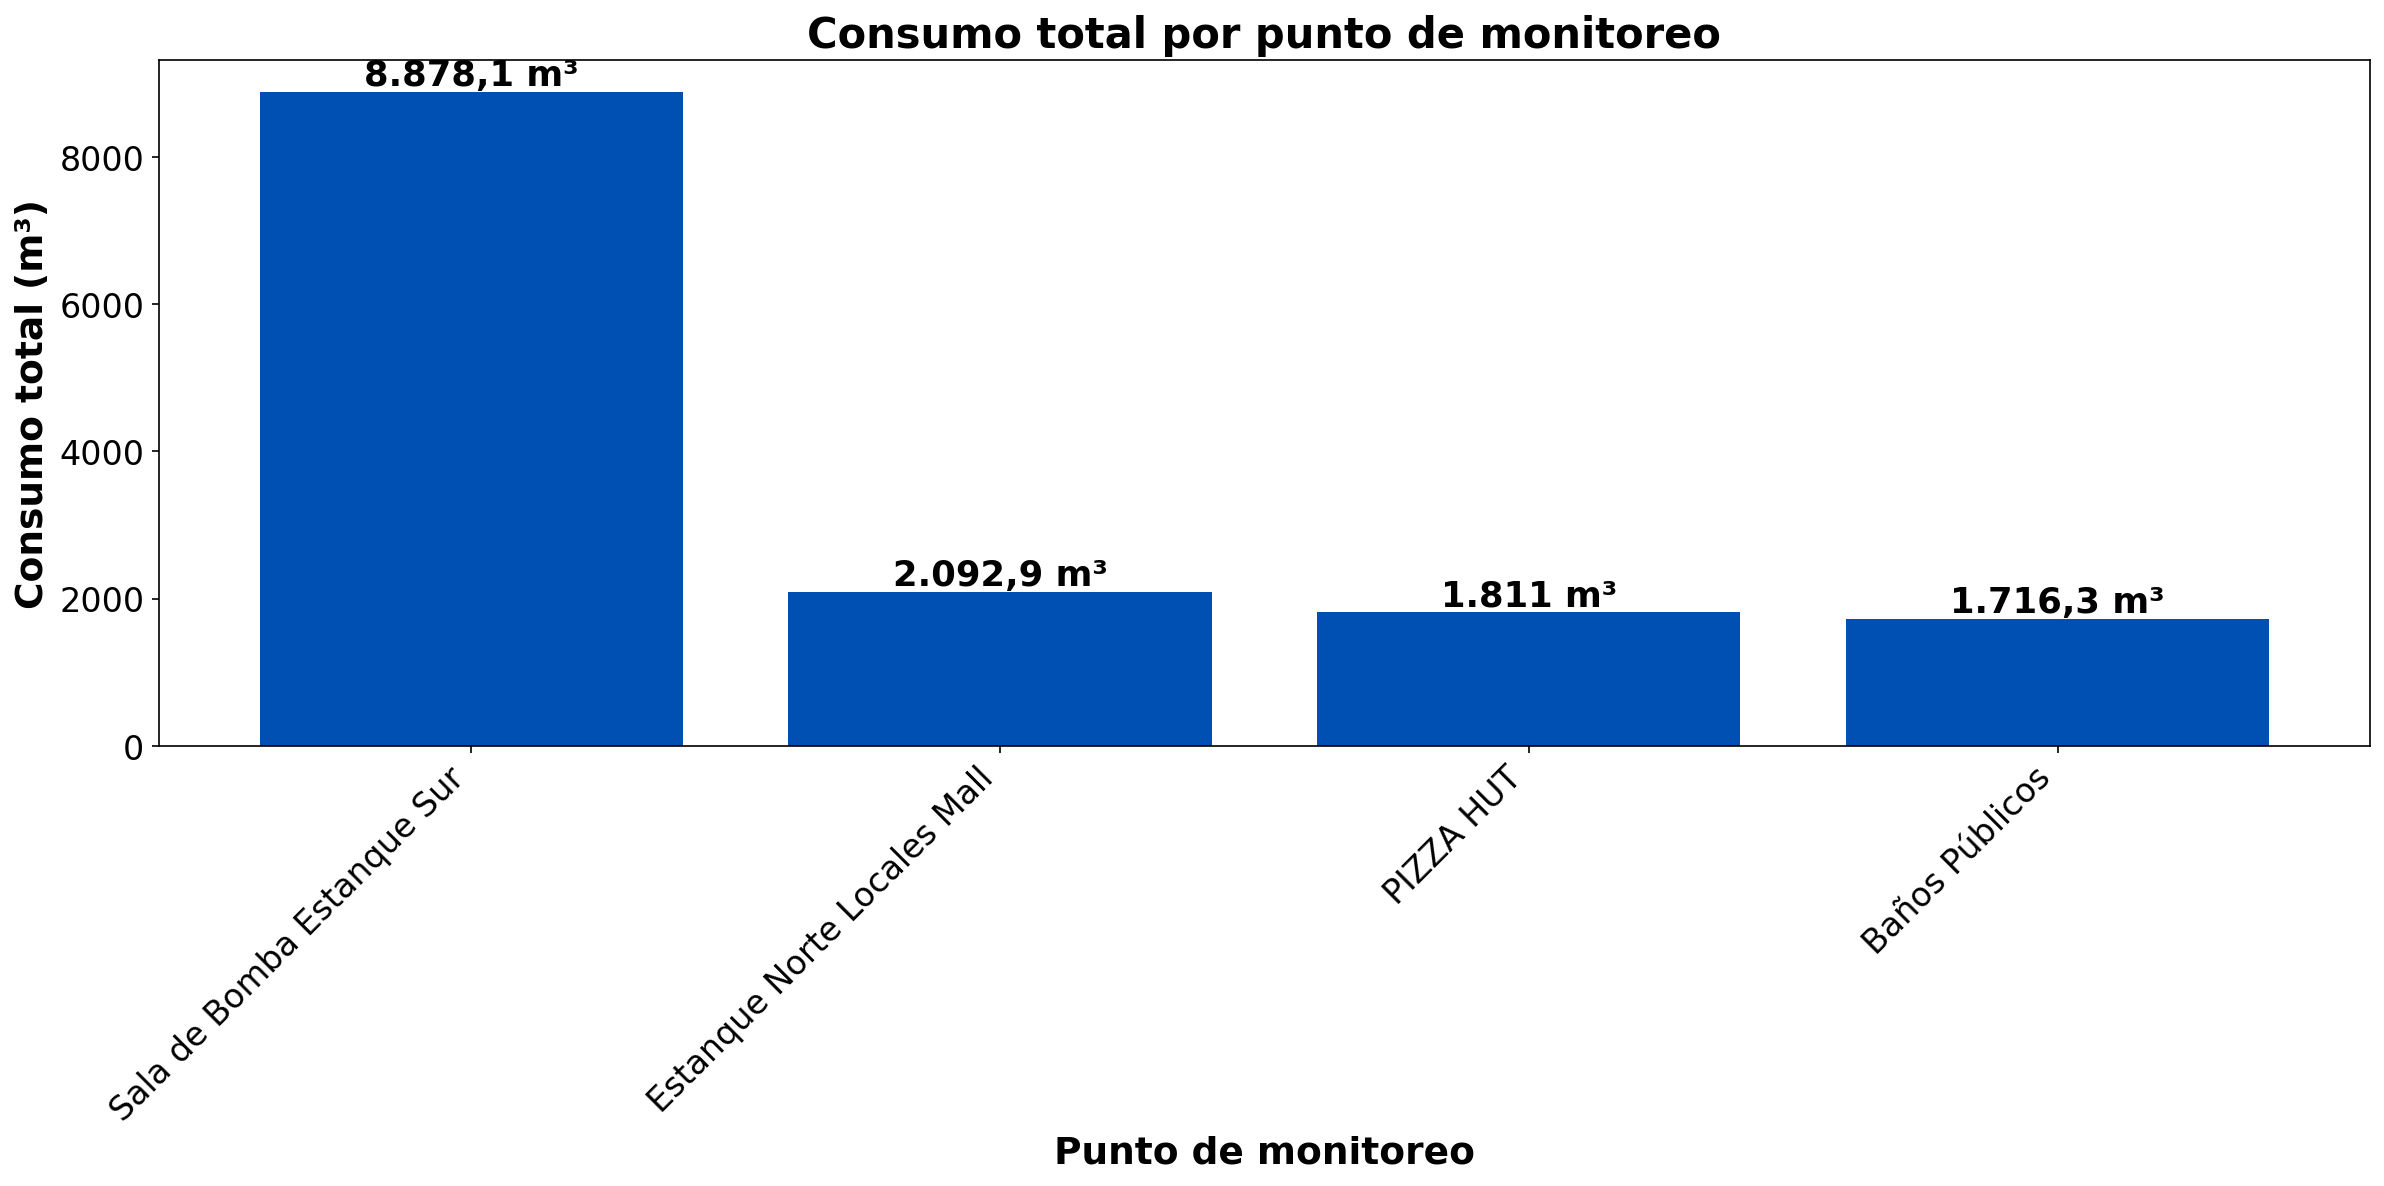 Consumo total por punto de monitoreo
Consumo total (m³)
8000
6000
4000
2000
0
8.878,1 m³
2.092,9 m³
1.811 m³
1.716,3 m³
Sala de Bomba Estanque Sur
Estanque Norte Locales Mall
PIZZA HUT
Baños Públicos
Punto de monitoreo